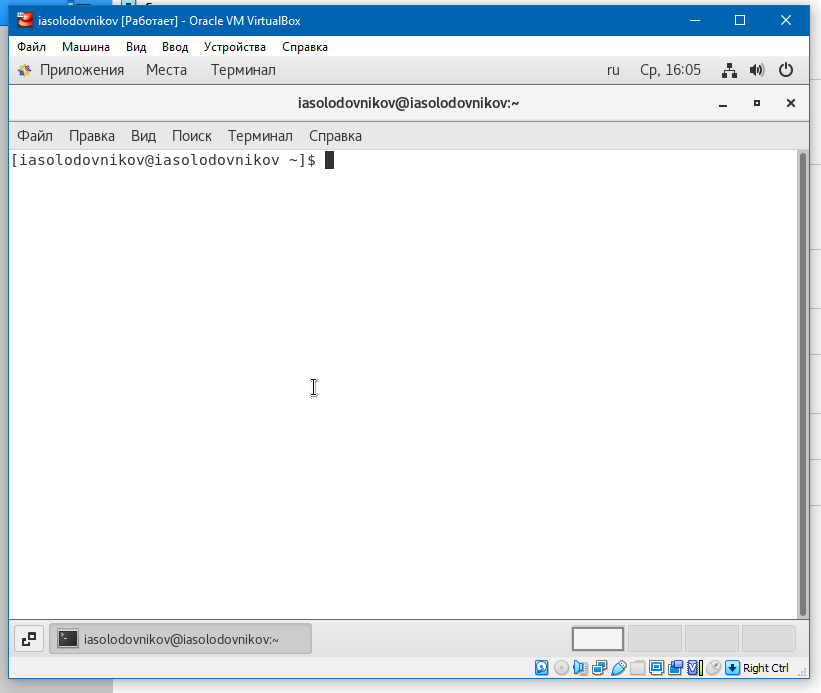 iasolodovnikov [Работает] - Oracle VM VirtualBox
Файл Машина Вид Ввод Устройства Справка
Приложения Места Терминал ru Ср, 16:05
iasolodovnikov@iasolodovnikov:~
Файл Правка Вид Поиск Терминал Справка
[iasolodovnikov@iasolodovnikov ~]$
iasolodovnikov@iasolodovnikov:~
Right Ctrl